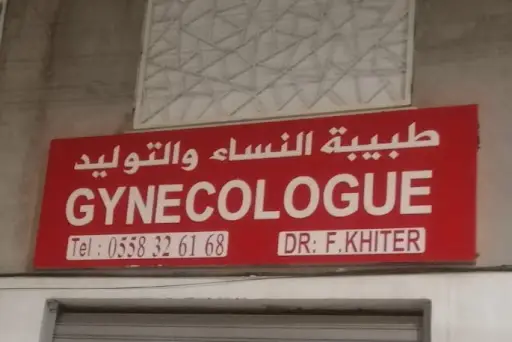 طبيبة النساء والتوليد
GYNECOLOGUE
Tel : 0558 32 61 68
DR: F.KHITER